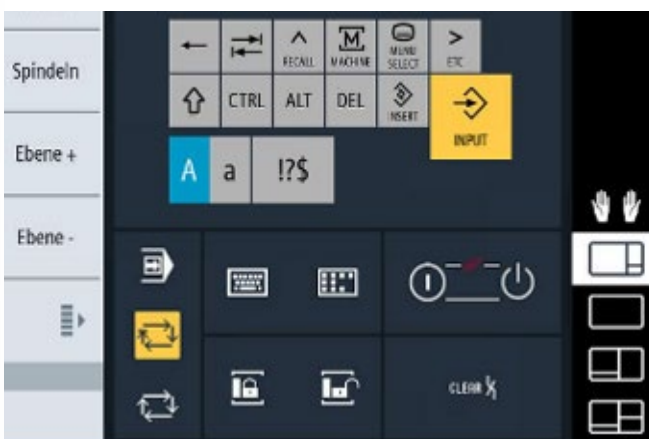 Spindeln
Ebene +
Ebene -
RECALL
MACHINE
MENU
SELECT
>
ETC
CTRL
ALT
DEL
INSERT
INPUT
A
a
!?$
CLEAR